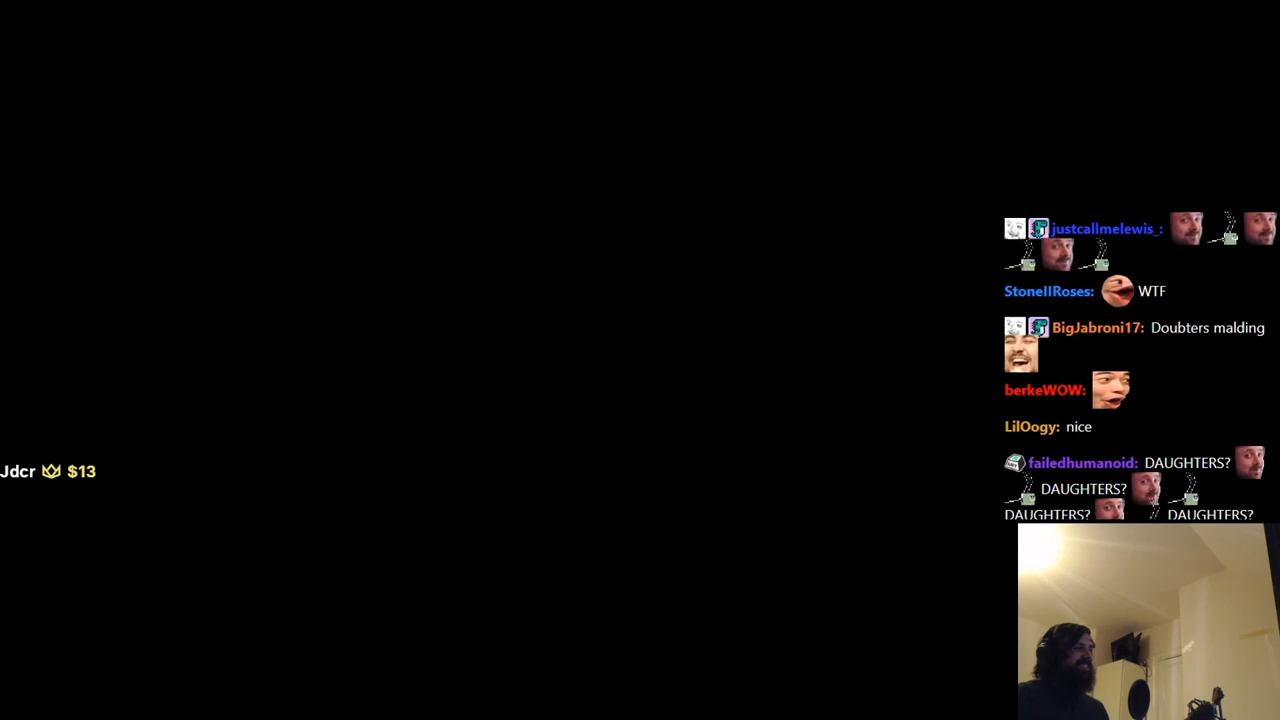 justcallmelewis_:
StoneIIRoses: WTF
BigJabroni17: Doubters malding
berkeWOW:
LilOogy: nice
failedhumanoid: DAUGHTERS?
DAUGHTERS?
DAUGHTERS? DAUGHTERS?
Jdcr $13